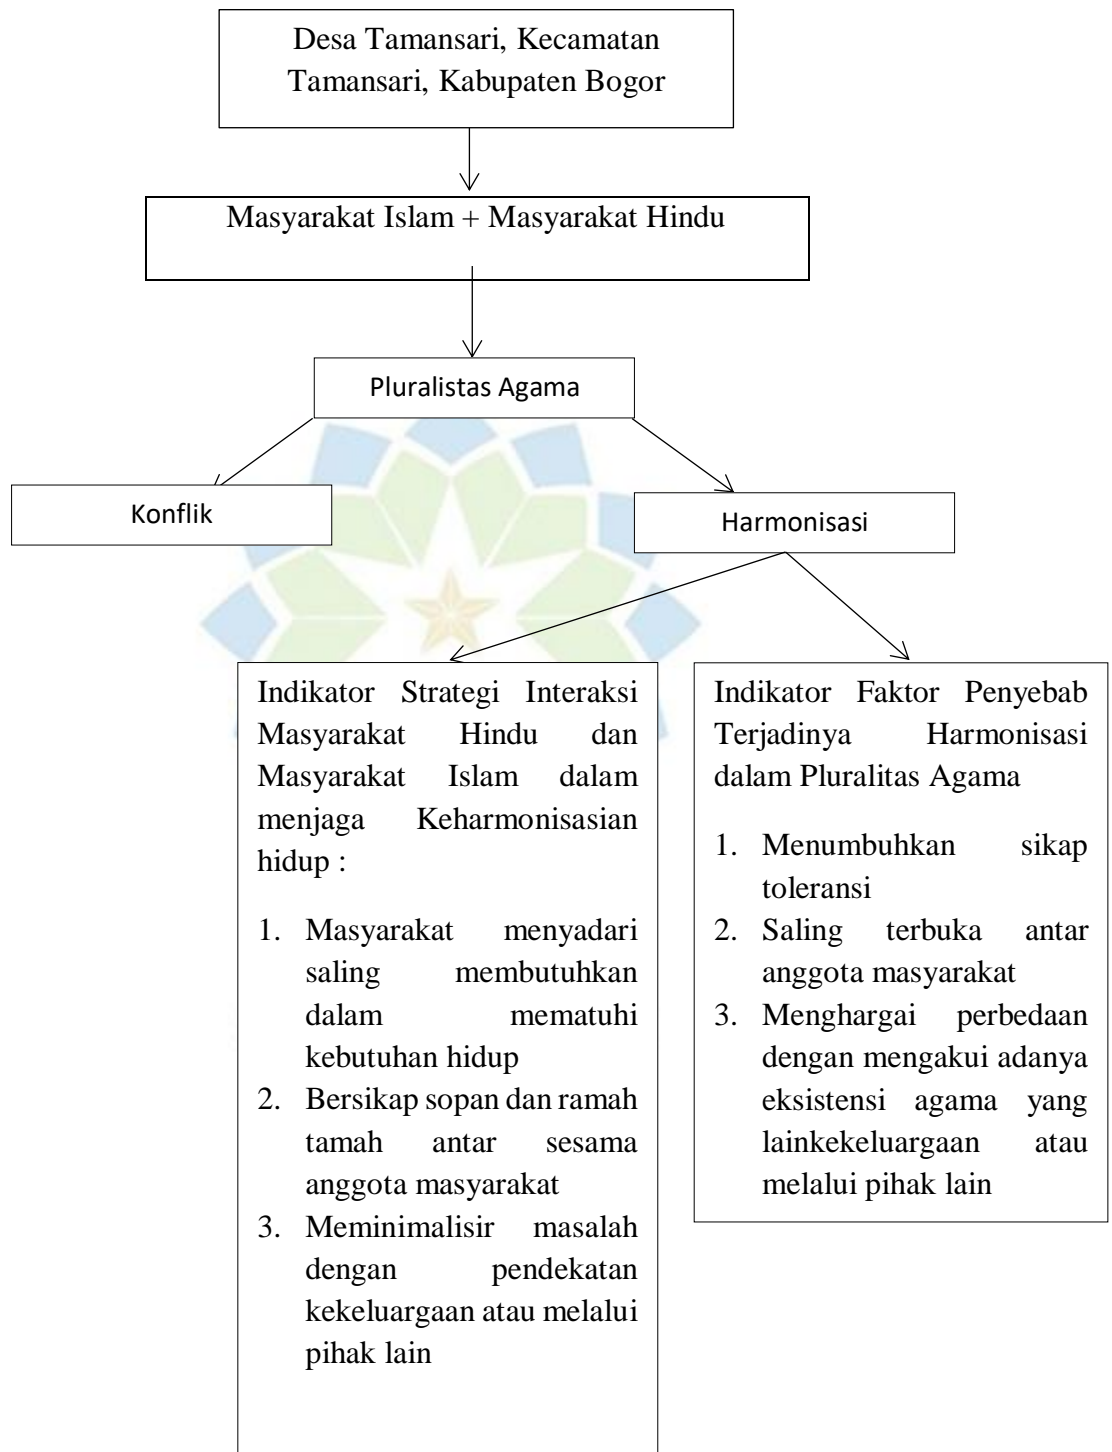 Desa Tamansari, Kecamatan
Tamansari, Kabupaten Bogor
Masyarakat Islam + Masyarakat Hindu
Pluralistas Agama
Konflik
Harmonisasi
Indikator Strategi Interaksi
Masyarakat Hindu dan
Masyarakat Islam dalam
menjaga Keharmonisasian
hidup :
1. Masyarakat menyadari
saling membutuhkan
dalam mematuhi
kebutuhan hidup
2. Bersikap sopan dan ramah
tamah antar sesama
anggota masyarakat
3. Meminimalisir masalah
dengan pendekatan
kekeluargaan atau melalui
pihak lain
Indikator Faktor Penyebab
Terjadinya Harmonisasi
dalam Pluralitas Agama
1. Menumbuhkan sikap
toleransi
2. Saling terbuka antar
anggota masyarakat
3. Menghargai perbedaan
dengan mengakui adanya
eksistensi agama yang
lainkekeluargaan atau
melalui pihak lain